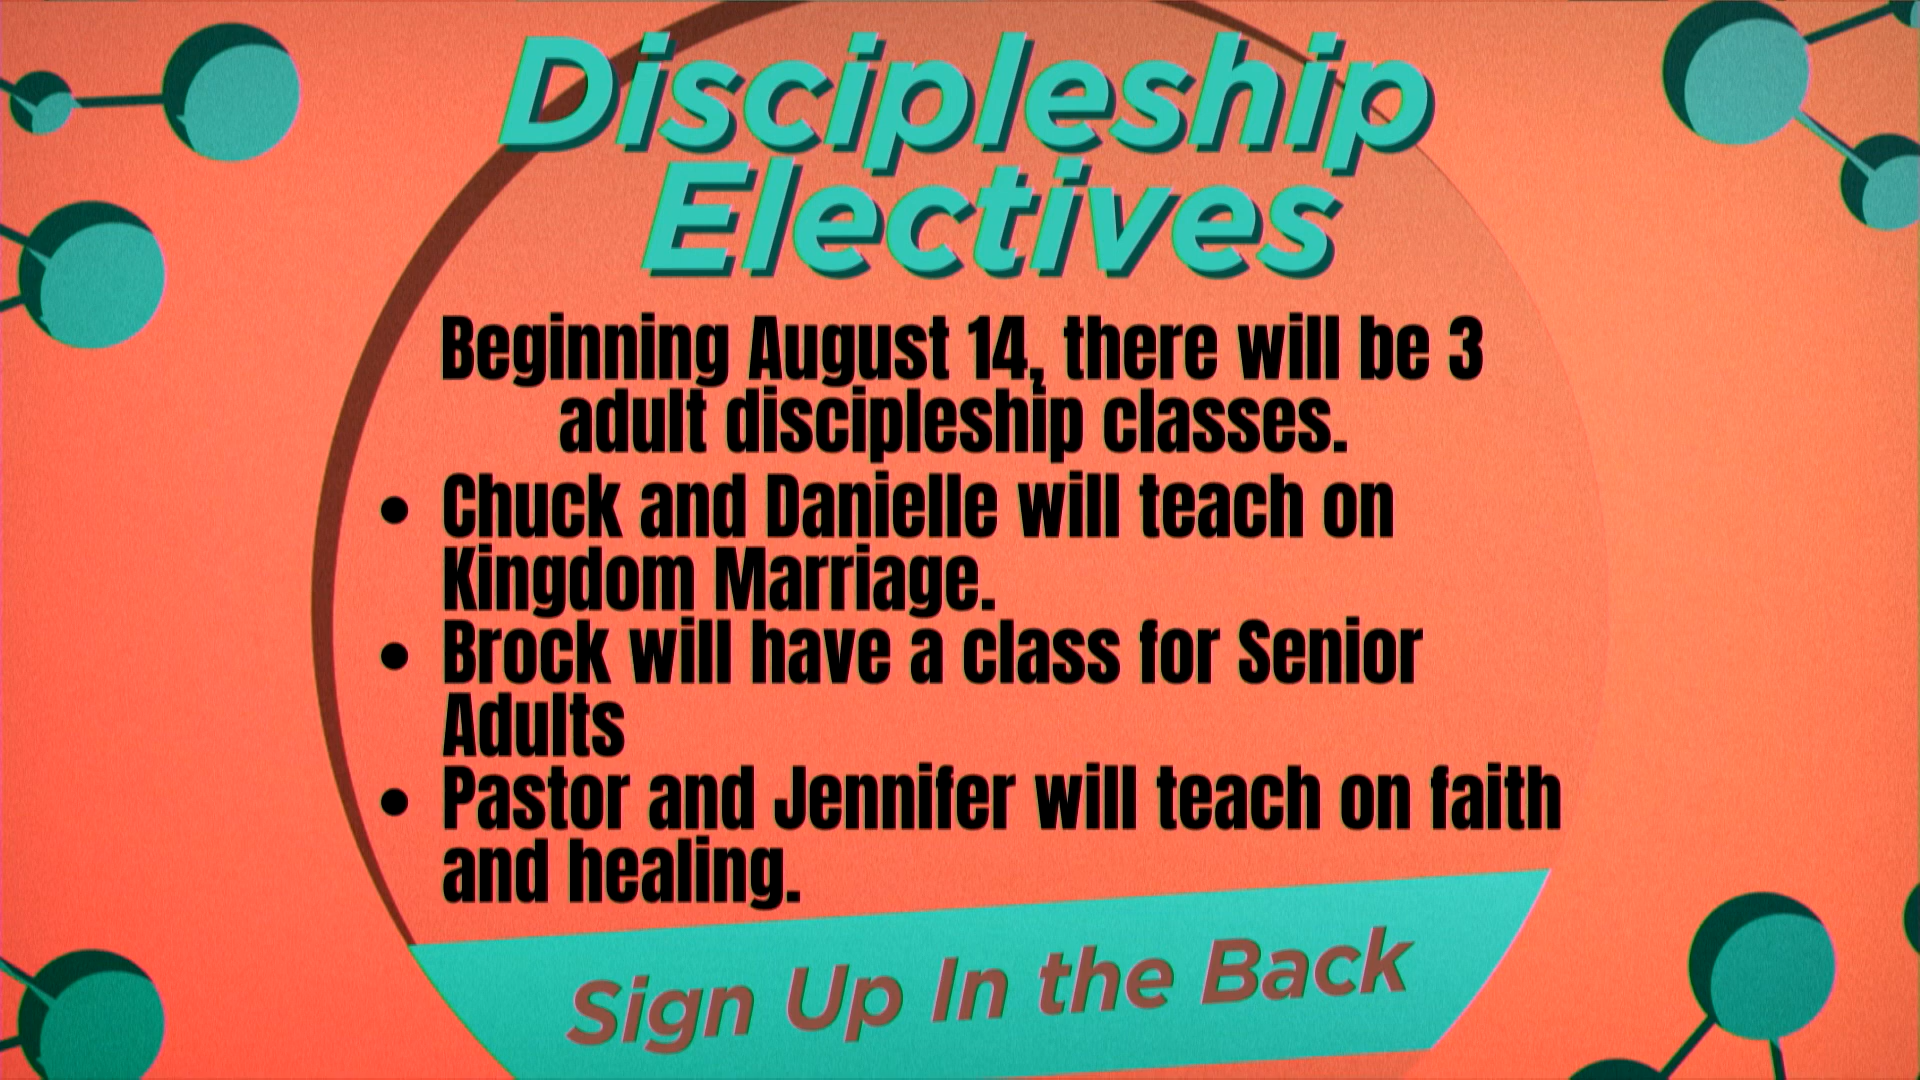 Discipleship
Electives
Beginning August 14, there will be 3
adult discipleship classes.
• Chuck and Danielle will teach on
Kingdom Marriage.
• Brock will have a class for Senior
Adults
• Pastor and Jennifer will teach on faith
and healing.
Sign Up In the Back